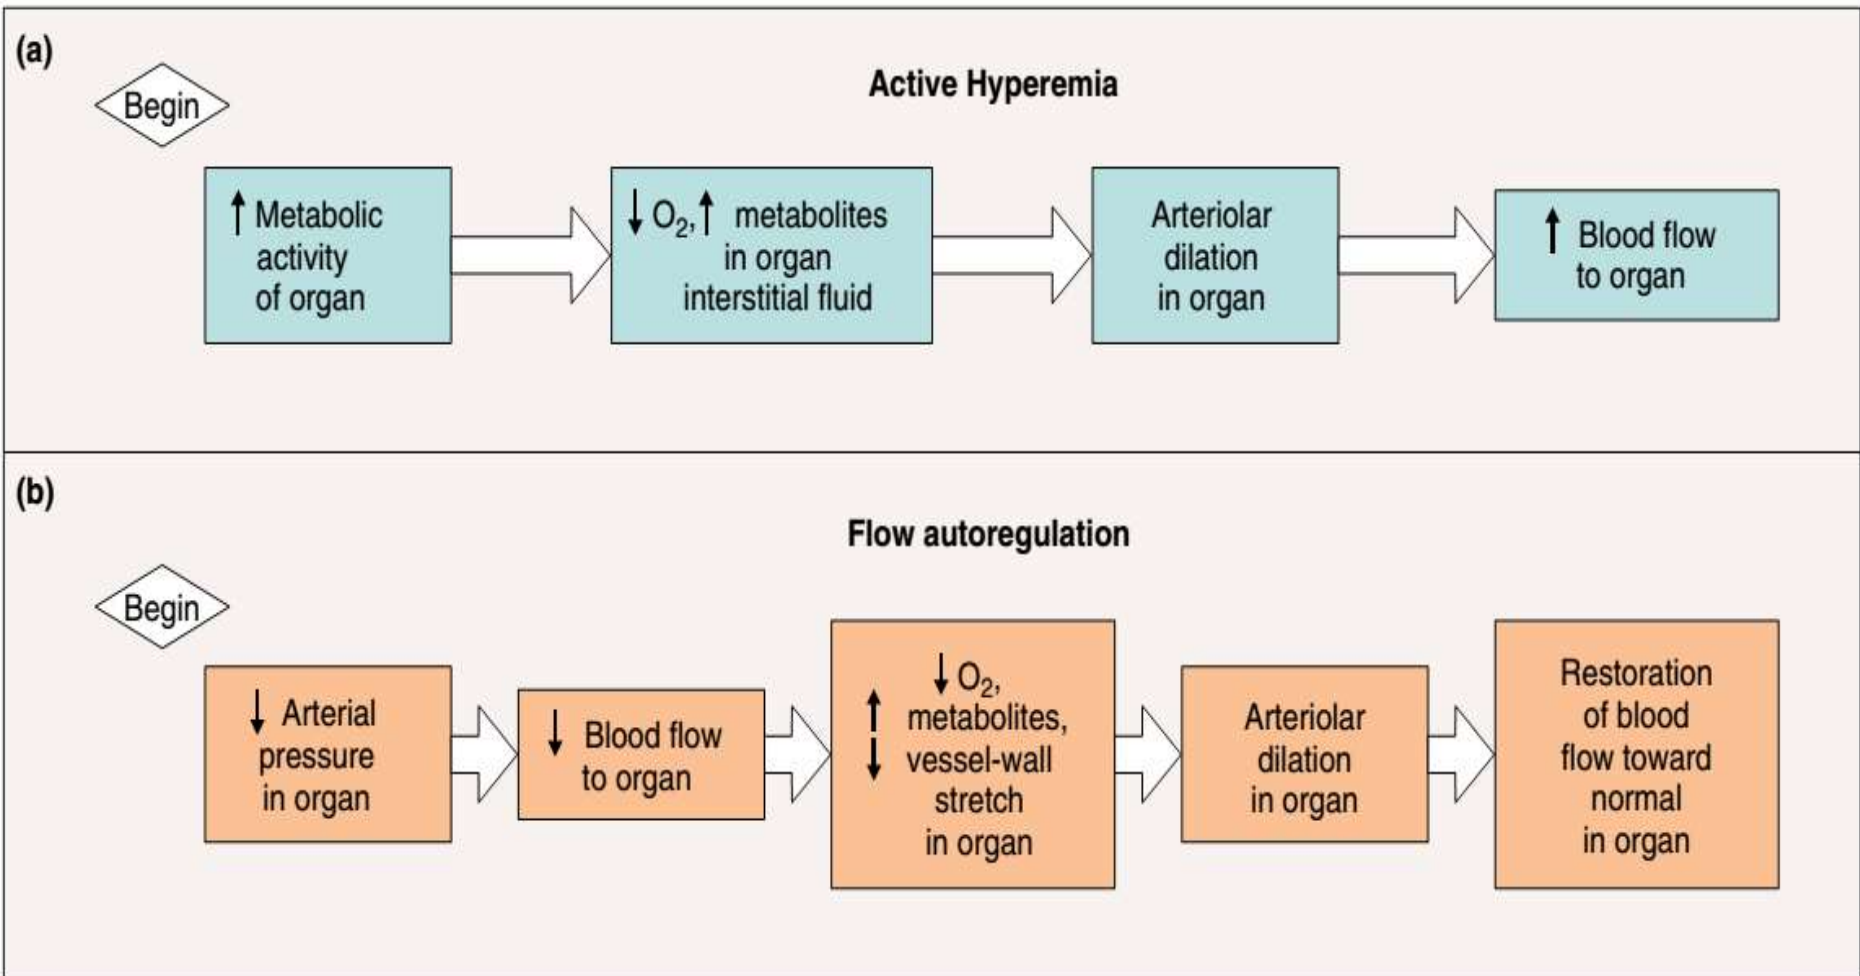 (a)
Active Hyperemia
Begin
↑ Metabolic
activity
of organ
↓ O₂, ↑ metabolites
in organ
interstitial fluid
Arteriolar
dilation
in organ
↑ Blood flow
to organ
(b)
Flow autoregulation
Begin
↓ Arterial
pressure
in organ
↓ Blood flow
to organ
↓ O₂,
↑ metabolites,
↓ vessel-wall
stretch
in organ
Arteriolar
dilation
in organ
Restoration
of blood
flow toward
normal
in organ